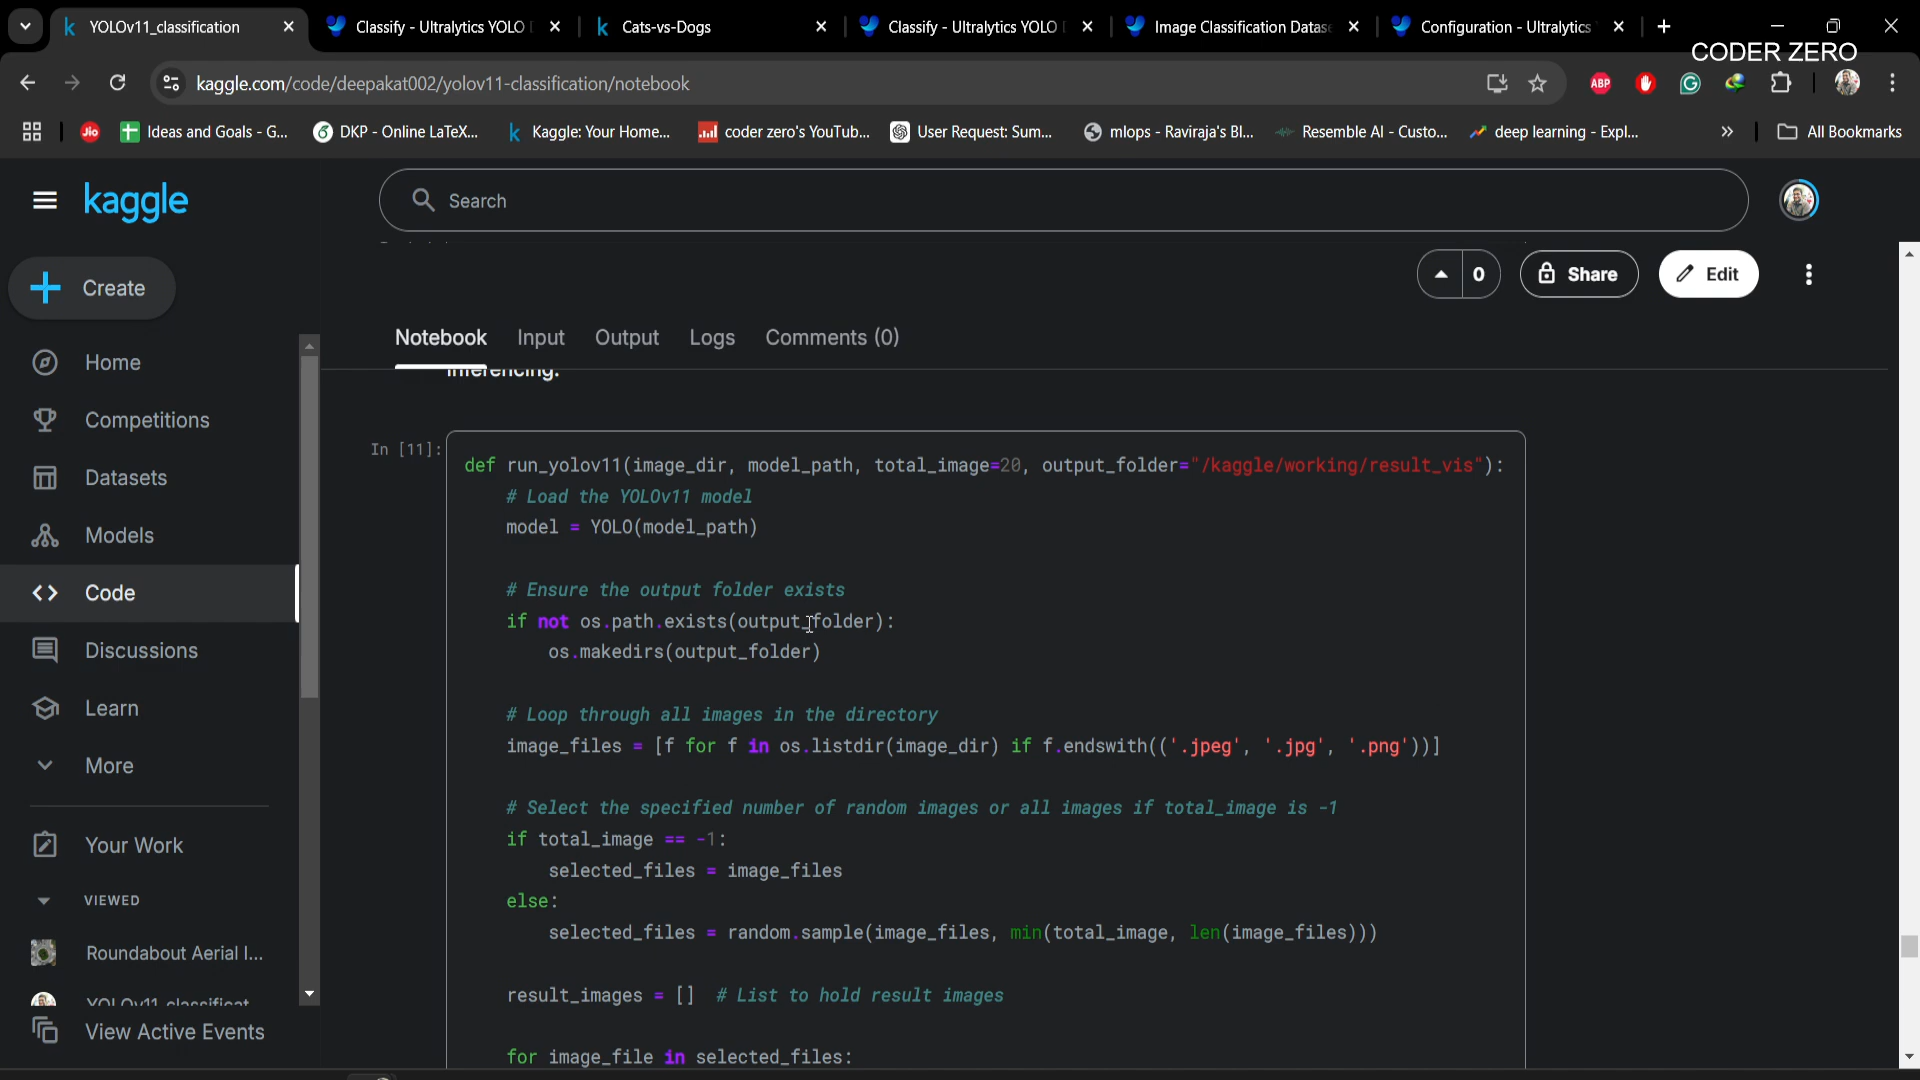 YOLOv11_classification
Classify - Ultralytics YOLO
Cats-vs-Dogs
Classify - Ultralytics YOLO
Image Classification Datas
Configuration - Ultralytics
CODER ZERO
kaggle.com/code/deepakat002/yolov11-classification/notebook
ABP
Jio
Ideas and Goals - G...
DKP - Online LaTeX...
Kaggle: Your Home...
coder zero's YouTub...
User Request: Sum...
mlops - Raviraja's Bl...
Resemble AI - Custo...
deep learning - Expl...
All Bookmarks
kaggle
Search
Create
0
Share
Edit
Notebook
Input
Output
Logs
Comments (0)
Home
Competitions
Datasets
Models
Code
Discussions
Learn
More
Your Work
VIEWED
Roundabout Aerial I...
YOLOv11_classificat...
View Active Events
Inferencing:
In [11]:
def run_yolov11(image_dir, model_path, total_image=20, output_folder="/kaggle/working/result_vis"):
# Load the YOLOv11 model
model = YOLO(model_path)
# Ensure the output folder exists
if not os.path.exists(output_folder):
os.makedirs(output_folder)
# Loop through all images in the directory
image_files = [f for f in os.listdir(image_dir) if f.endswith(('.jpeg', '.jpg', '.png'))]
# Select the specified number of random images or all images if total_image is -1
if total_image == -1:
selected_files = image_files
else:
selected_files = random.sample(image_files, min(total_image, len(image_files)))
result_images = [] # List to hold result images
for image_file in selected_files: